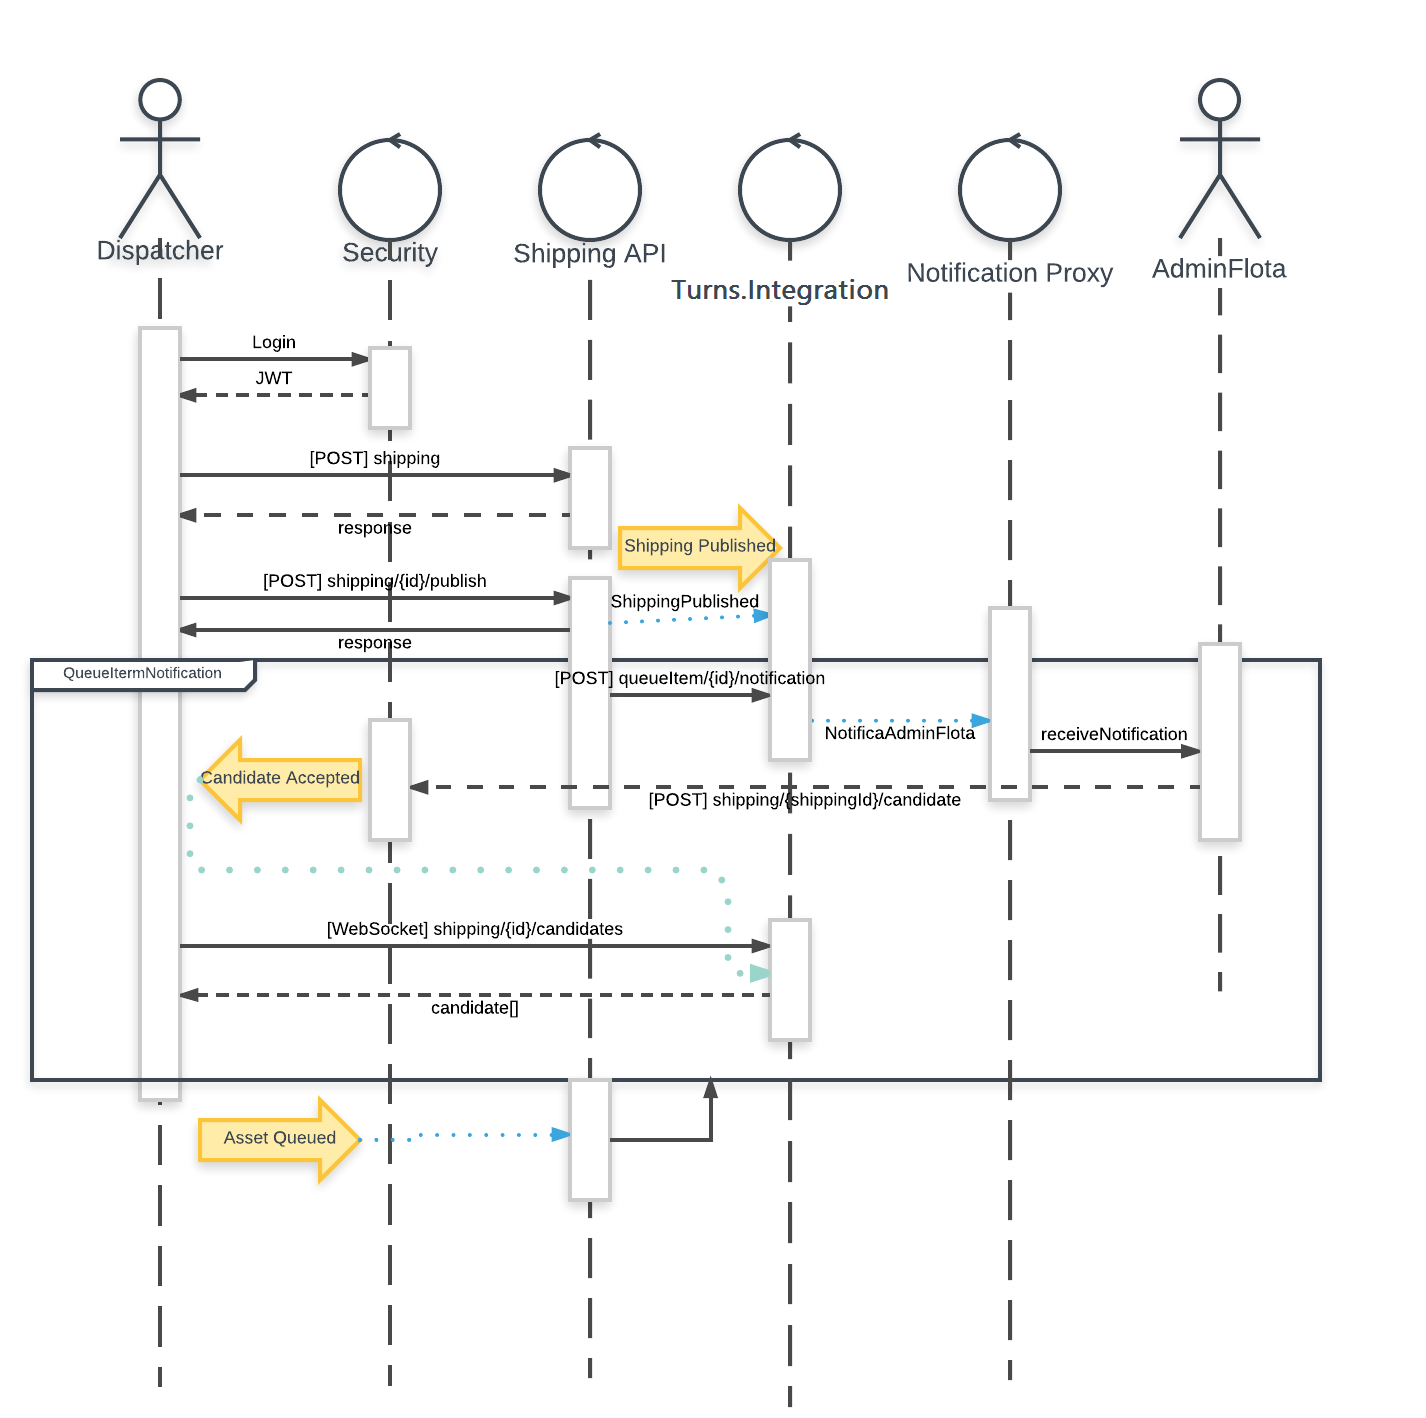 Dispatcher
Security
Shipping API
Turns.Integration
Notification Proxy
AdminFlota
Login
JWT
[POST] shipping
response
Shipping Published
[POST] shipping/{id}/publish
ShippingPublished
response
QueueItermNotification
[POST] queueItem/{id}/notification
NotificaAdminFlota
receiveNotification
Candidate Accepted
[POST] shipping/{shippingId}/candidate
[WebSocket] shipping/{id}/candidates
candidate[]
Asset Queued